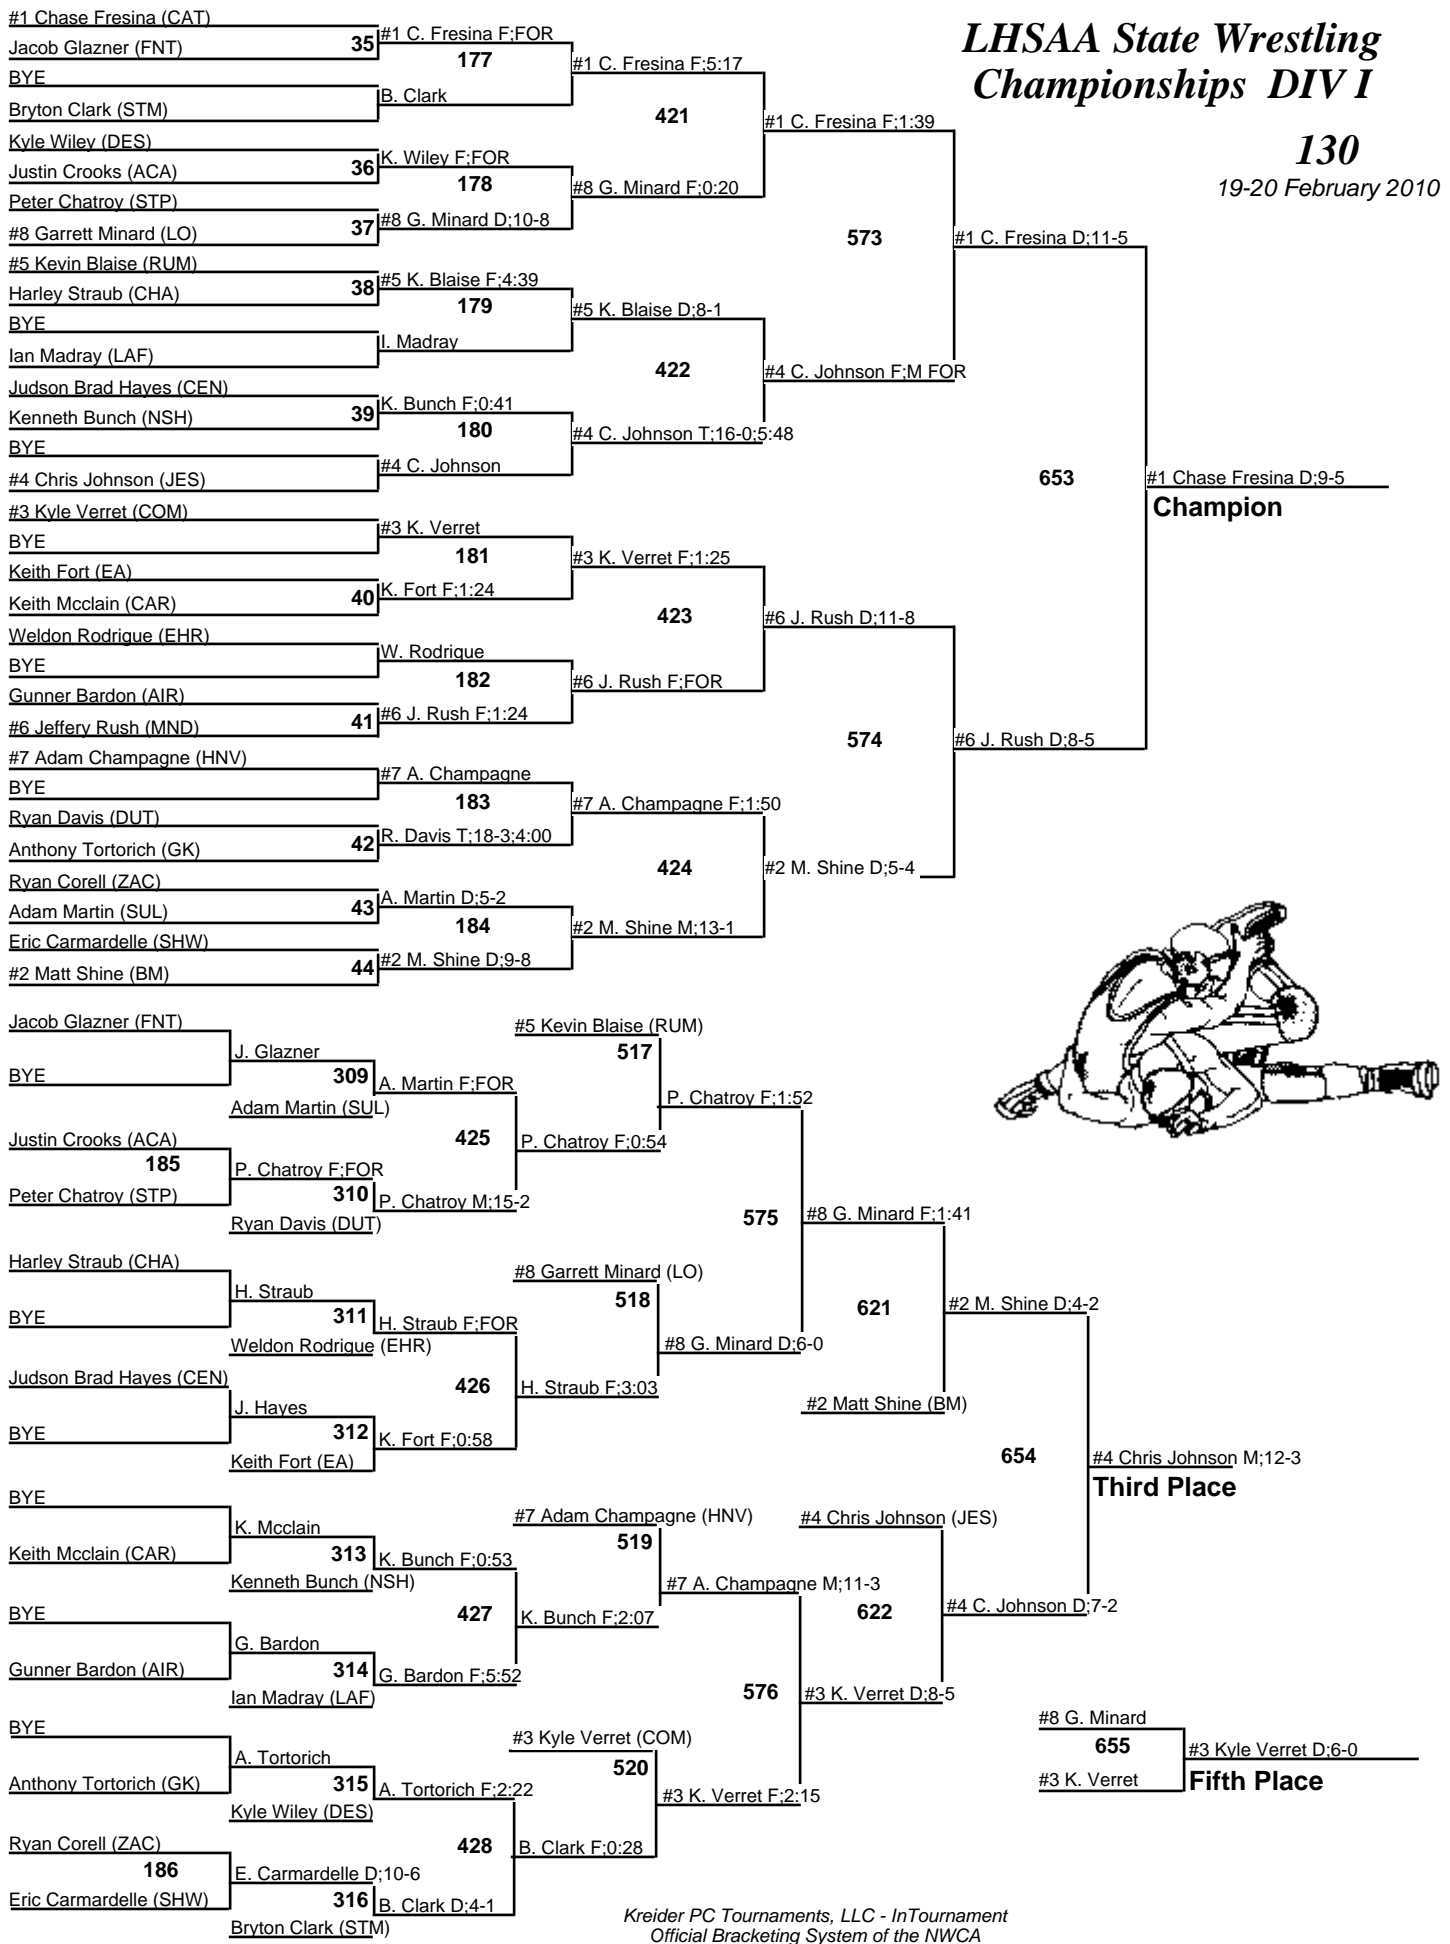 #1 Chase Fresina (CAT)
Jacob Glazner (FNT)
35
BYE
Bryton Clark (STM)
Kyle Wiley (DES)
Justin Crooks (ACA)
36
Peter Chatroy (STP)
#8 Garrett Minard (LO)
37
#5 Kevin Blaise (RUM)
Harley Straub (CHA)
38
BYE
Ian Madray (LAF)
Judson Brad Hayes (CEN)
Kenneth Bunch (NSH)
39
BYE
#4 Chris Johnson (JES)
#3 Kyle Verret (COM)
BYE
Keith Fort (EA)
Keith Mcclain (CAR)
40
Weldon Rodrigue (EHR)
BYE
Gunner Bardon (AIR)
#6 Jeffery Rush (MND)
41
#7 Adam Champagne (HNV)
BYE
Ryan Davis (DUT)
Anthony Tortorich (GK)
42
Ryan Corell (ZAC)
Adam Martin (SUL)
43
Eric Carmardelle (SHW)
#2 Matt Shine (BM)
44
#1 C. Fresina F;FOR
177
B. Clark
K. Wiley F;FOR
178
#8 G. Minard D;10-8
#5 K. Blaise F;4:39
179
I. Madray
K. Bunch F;0:41
180
#4 C. Johnson
#3 K. Verret
181
K. Fort F;1:24
W. Rodrigue
182
#6 J. Rush F;1:24
#7 A. Champagne
183
R. Davis T;18-3;4:00
A. Martin D;5-2
184
#2 M. Shine D;9-8
#1 C. Fresina F;5:17
421
#8 G. Minard F;0:20
#5 K. Blaise D;8-1
422
#4 C. Johnson T;16-0;5:48
#3 K. Verret F;1:25
423
#6 J. Rush F;FOR
#7 A. Champagne F;1:50
424
#2 M. Shine M;13-1
#1 C. Fresina F;1:39
573
#4 C. Johnson F;M FOR
#6 J. Rush D;11-8
574
#2 M. Shine D;5-4
#1 C. Fresina D;11-5
653
#6 J. Rush D;8-5
#1 Chase Fresina D;9-5
Champion
LHSAA State Wrestling
Championships DIV I
130
19-20 February 2010
Jacob Glazner (FNT)
BYE
Justin Crooks (ACA)
185
Peter Chatroy (STP)
Harley Straub (CHA)
BYE
Judson Brad Hayes (CEN)
BYE
BYE
Keith Mcclain (CAR)
BYE
Gunner Bardon (AIR)
BYE
Anthony Tortorich (GK)
Ryan Corell (ZAC)
186
Eric Carmardelle (SHW)
J. Glazner
309
Adam Martin (SUL)
P. Chatroy F;FOR
310
Ryan Davis (DUT)
H. Straub
311
Weldon Rodrigue (EHR)
J. Hayes
312
Keith Fort (EA)
K. Mcclain
313
Kenneth Bunch (NSH)
G. Bardon
314
Ian Madray (LAF)
A. Tortorich
315
Kyle Wiley (DES)
E. Carmardelle D;10-6
316
Bryton Clark (STM)
A. Martin F;FOR
425
P. Chatroy M;15-2
H. Straub F;FOR
426
K. Fort F;0:58
K. Bunch F;0:53
427
G. Bardon F;5:52
A. Tortorich F;2:22
428
B. Clark D;4-1
#5 Kevin Blaise (RUM)
517
P. Chatroy F;0:54
#8 Garrett Minard (LO)
518
H. Straub F;3:03
#7 Adam Champagne (HNV)
519
K. Bunch F;2:07
#3 Kyle Verret (COM)
520
B. Clark F;0:28
P. Chatroy F;1:52
575
#8 G. Minard D;6-0
#7 A. Champagne M;11-3
576
#3 K. Verret F;2:15
#8 G. Minard F;1:41
621
#2 Matt Shine (BM)
#4 Chris Johnson (JES)
622
#3 K. Verret D;8-5
#2 M. Shine D;4-2
654
#4 C. Johnson D;7-2
#4 Chris Johnson M;12-3
Third Place
#8 G. Minard
655
#3 K. Verret
#3 Kyle Verret D;6-0
Fifth Place
Kreider PC Tournaments, LLC - InTournament
Official Bracketing System of the NWCA